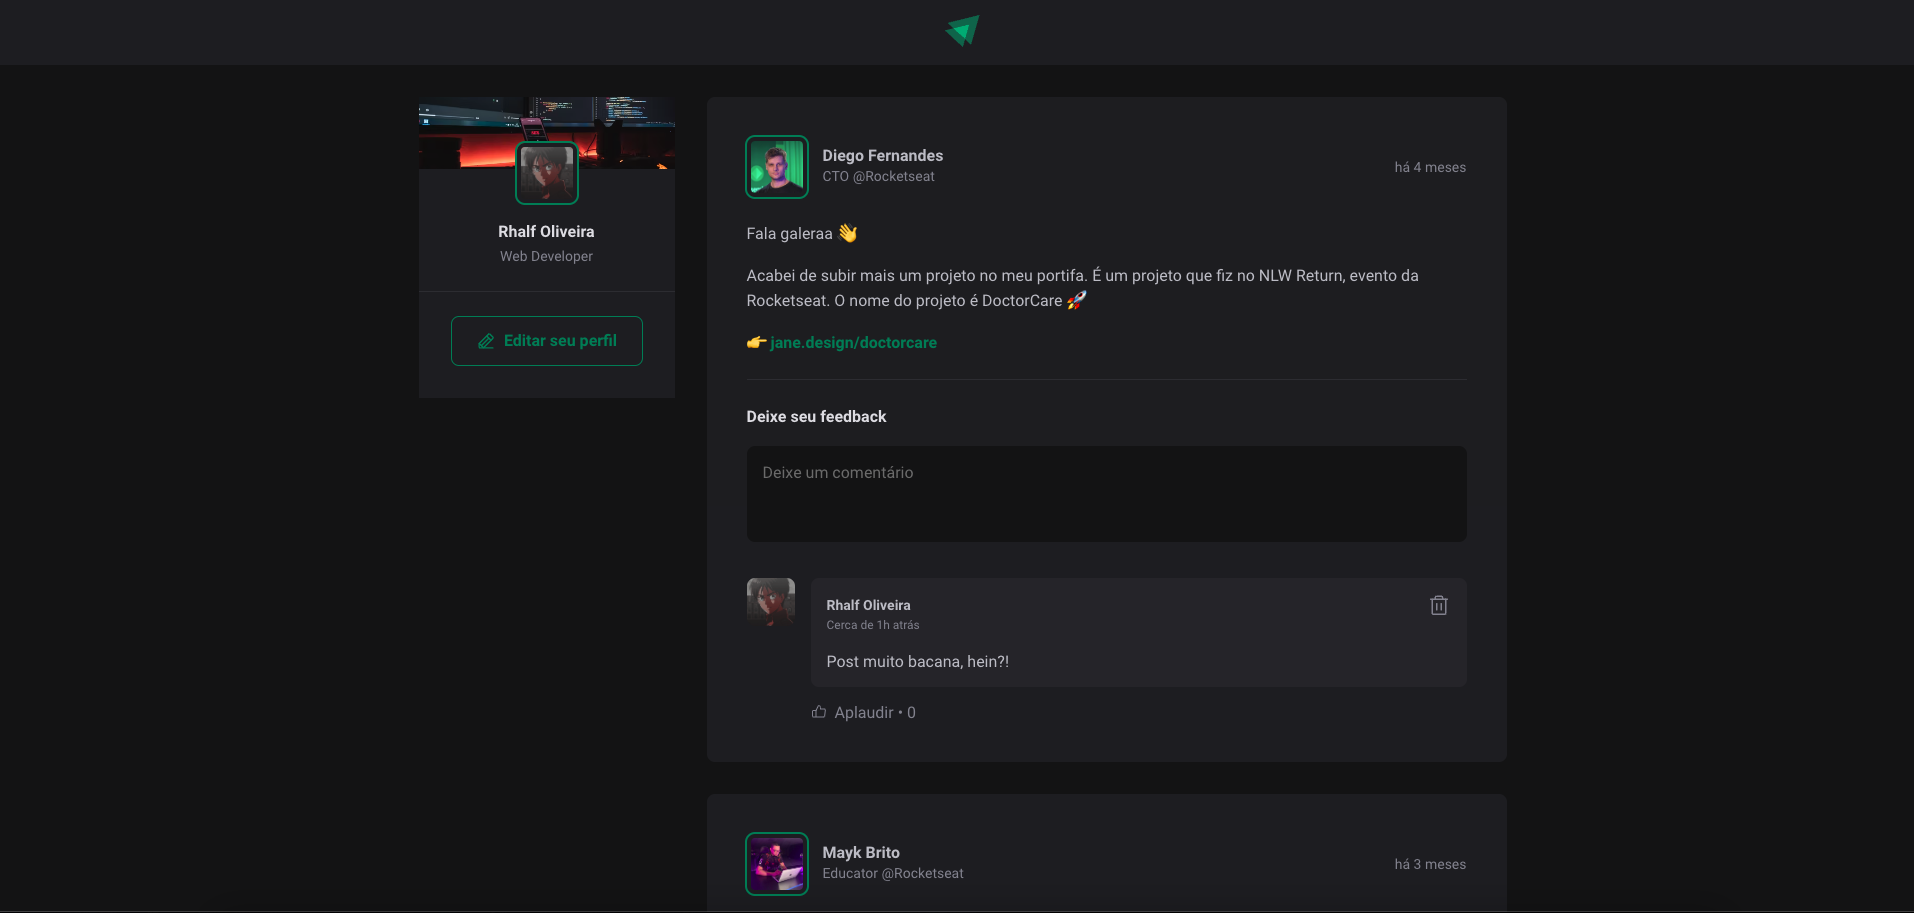 Rhalf Oliveira
Web Developer
Editar seu perfil
Diego Fernandes
CTO @Rocketseat
há 4 meses
Fala galeraa 👋
Acabei de subir mais um projeto no meu portifa. É um projeto que fiz no NLW Return, evento da
Rocketseat. O nome do projeto é DoctorCare 🚀
👉 jane.design/doctorcare
Deixe seu feedback
Deixe um comentário
Rhalf Oliveira
Cerca de 1h atrás
Post muito bacana, hein?!
Aplaudir • 0
Mayk Brito
Educator @Rocketseat
há 3 meses